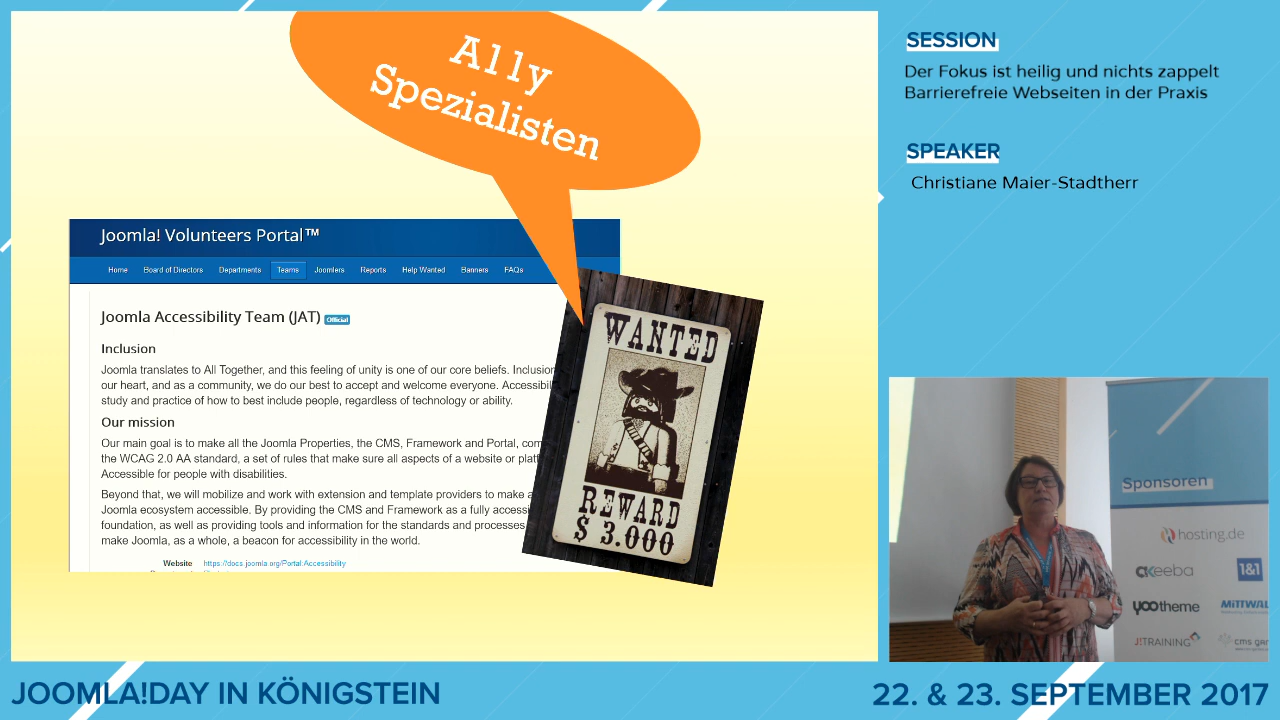 A11y
Spezialisten
Joomla! Volunteers Portal™
Home Board of Directors Departments Teams Joomlers Reports Help Wanted Banners FAQs
Joomla Accessibility Team (JAT) Official
Inclusion
Joomla translates to All Together, and this feeling of unity is one of our core beliefs. Inclusion
our heart, and as a community, we do our best to accept and welcome everyone.
study and practice of how to best include people, regardless of technology or ability.
Our mission
Our main goal is to make all the Joomla Properties, the CMS, Framework and Portal,
the WCAG 2.0 AA standard, a set of rules that make sure all aspects of a website or
Accessible for people with disabilities.
Beyond that, we will mobilize and work with extension and template providers to make
Joomla ecosystem accessible. By providing the CMS and Framework as a fully
foundation, as well as providing tools and information for the standards and processes
make Joomla, as a whole, a beacon for accessibility in the world.
Website https://docs.joomla.org/Portal:Accessibility
WANTED
REWARD
$ 3.000
SESSION
Der Fokus ist heilig und nichts zappelt
Barrierefreie Webseiten in der Praxis
SPEAKER
Christiane Maier-Stadtherr
Sponsoren
hosting.de
akeeba 1&1
yootheme
J!TRAINING cms
JOOMLA!DAY IN KÖNIGSTEIN
22. & 23. SEPTEMBER 2017